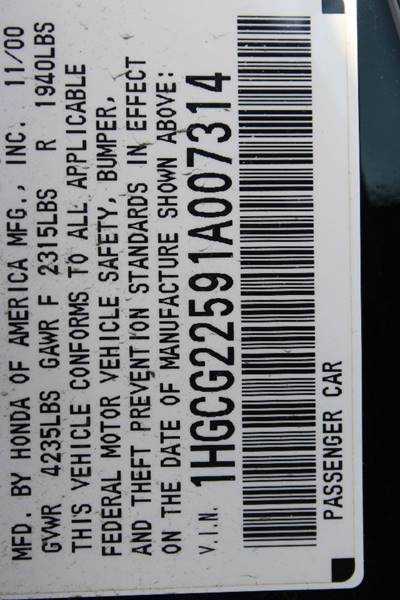 MFD. BY HONDA OF AMERICA MFG., INC. 11/00
GVWR 4235LBS GAWR F 2315LBS R 1940LBS
THIS VEHICLE CONFORMS TO ALL APPLICABLE
FEDERAL MOTOR VEHICLE SAFETY, BUMPER,
AND THEFT PREVENTION STANDARDS IN EFFECT
ON THE DATE OF MANUFACTURE SHOWN ABOVE:
V.I.N. 1HGCG22591A007314
PASSENGER CAR